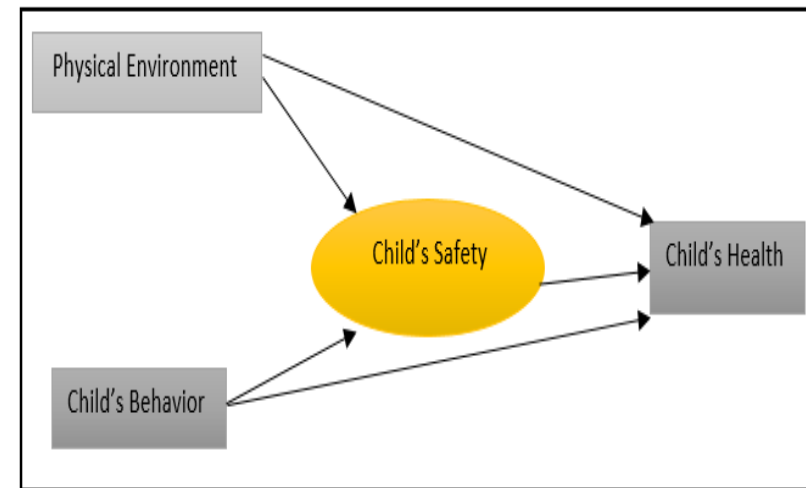 Physical Environment
Child’s Safety
Child’s Health
Child’s Behavior